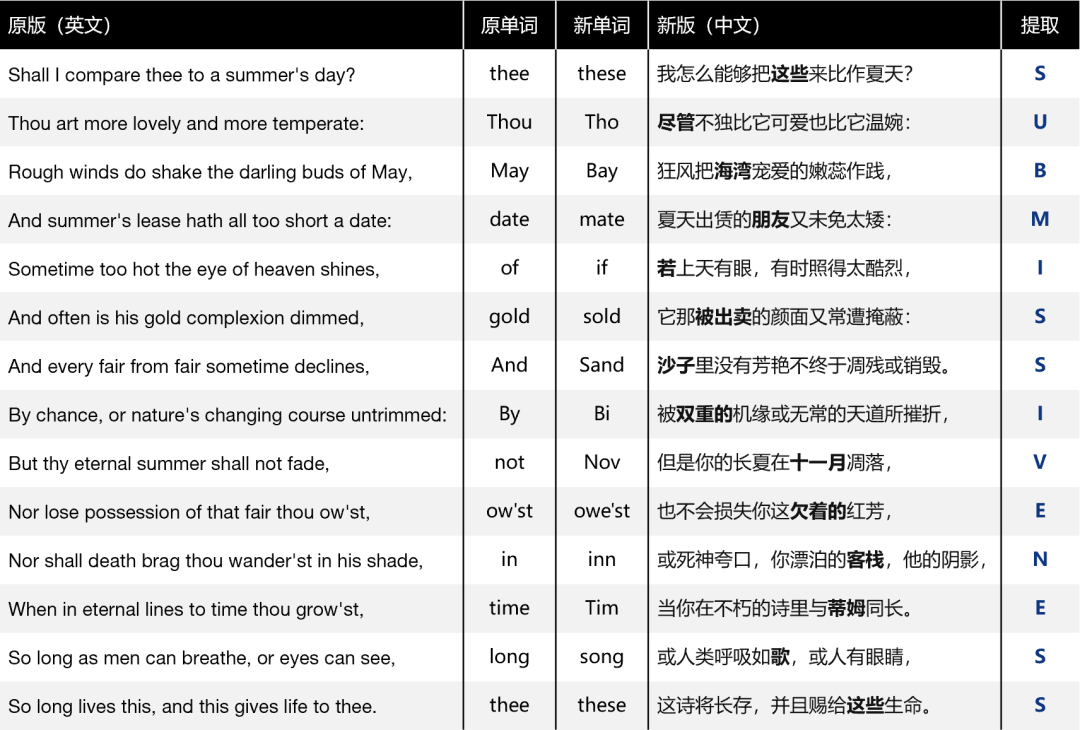 原版（英文） 原单词 新单词 新版（中文） 提取
Shall I compare thee to a summer's day? thee these 我怎么能够把这些来比作夏天？ S
Thou art more lovely and more temperate: Thou Tho 尽管不独比它可爱也比它温婉： U
Rough winds do shake the darling buds of May, May Bay 狂风把海湾宠爱的嫩蕊作践， B
And summer's lease hath all too short a date: date mate 夏天出赁的朋友又未免太矮： M
Sometime too hot the eye of heaven shines, of if 若上天有眼，有时照得太酷烈， I
And often is his gold complexion dimmed, gold sold 它那被出卖的颜面又常遭掩蔽： S
And every fair from fair sometime declines, And Sand 沙子里没有芳艳不终于凋残或销毁。 S
By chance, or nature's changing course untrimmed: By Bi 被双重的机缘或无常的天道所摧折， I
But thy eternal summer shall not fade, not Nov 但是你的长夏在十一月凋落， V
Nor lose possession of that fair thou ow'st, ow'st owe'st 也不会损失你这欠着的红芳， E
Nor shall death brag thou wander'st in his shade, in inn 或死神夸口，你漂泊的客栈，他的阴影， N
When in eternal lines to time thou grow'st, time Tim 当你在不朽的诗里与蒂姆同长。 E
So long as men can breathe, or eyes can see, long song 或人类呼吸如歌，或人有眼睛， S
So long lives this, and this gives life to thee. thee these 这诗将长存，并且赐给这些生命。 S